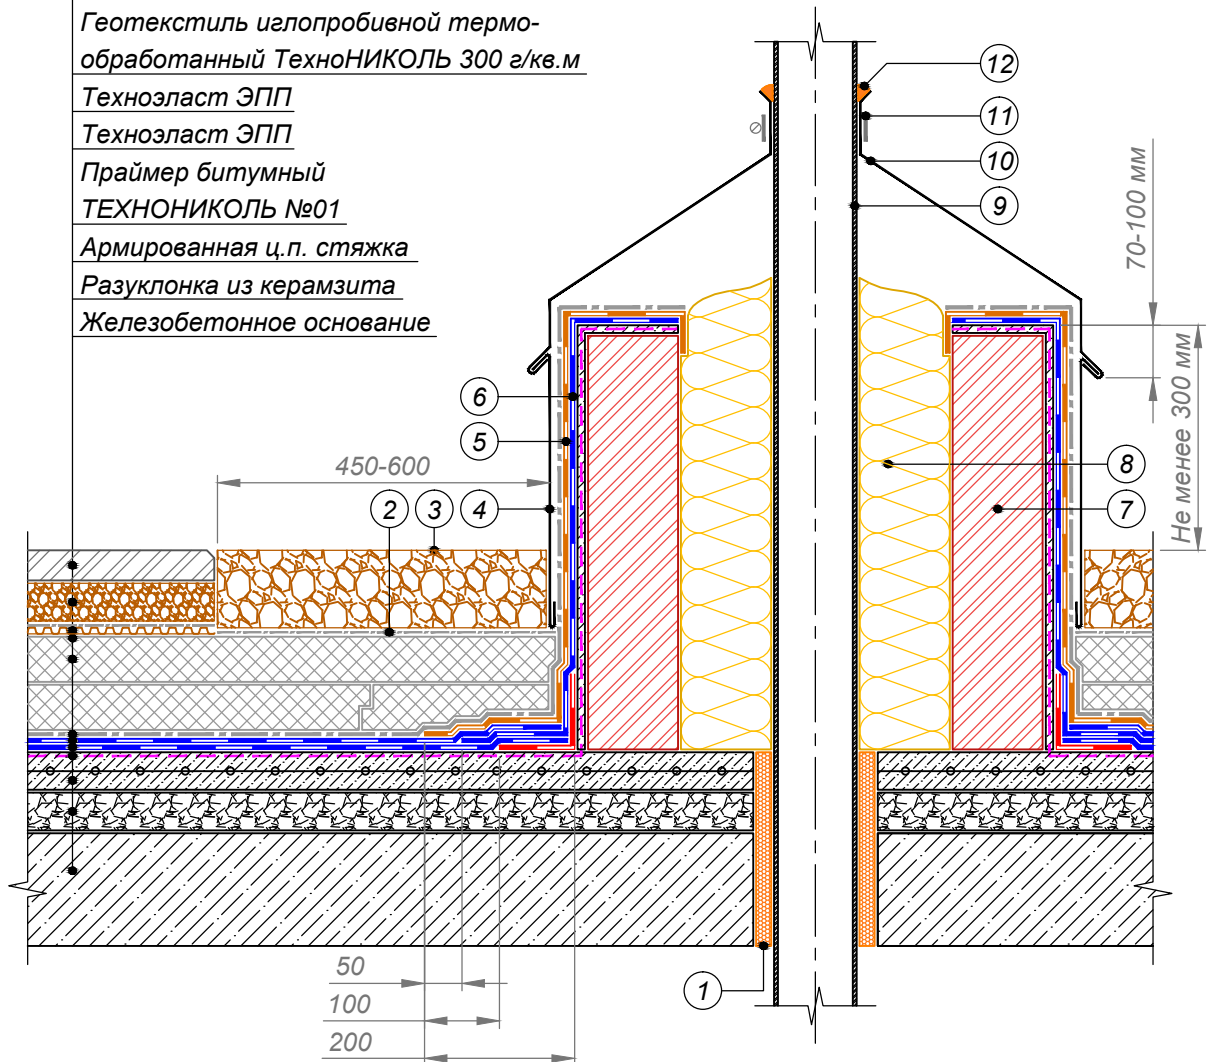 Геотекстиль иглопробивной термо-
обработанный ТехноНИКОЛЬ 300 г/кв.м
Техноэласт ЭПП
Техноэласт ЭПП
Праймер битумный
ТЕХНОНИКОЛЬ №01
Армированная ц.п. стяжка
Разуклонка из керамзита
Железобетонное основание
12
11
10
9
70-100 мм
Не менее 300 мм
6
5
450-600
2
3
4
8
7
1
50
100
200